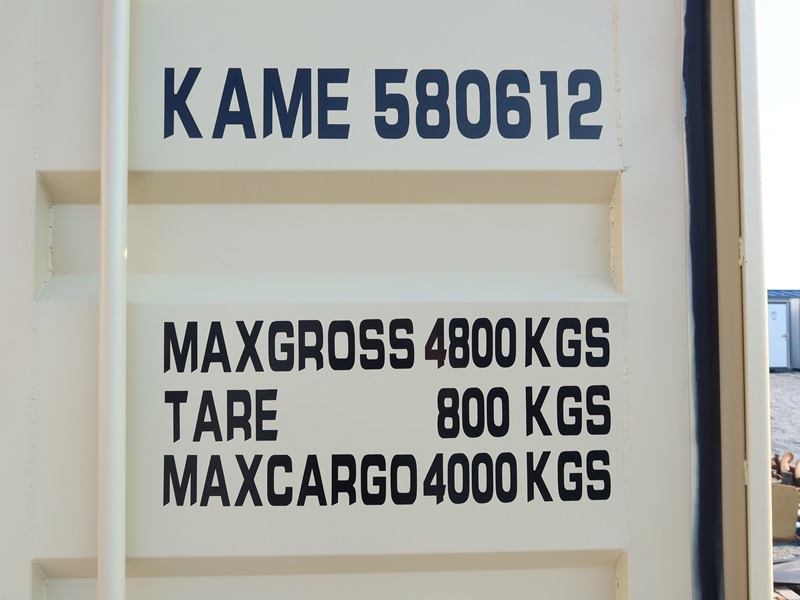 KAME 580612
MAXGROSS 4800 KGS
TARE 800 KGS
MAXCARGO 4000 KGS